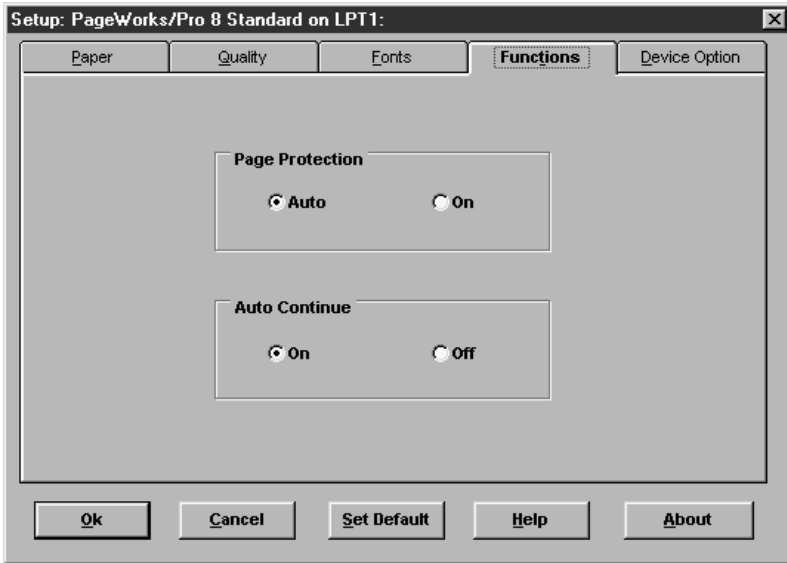 Setup: PageWorks/Pro 8 Standard on LPT1:
Paper Quality Fonts Functions Device Option
Page Protection
Auto On
Auto Continue
On Off
Ok Cancel Set Default Help About